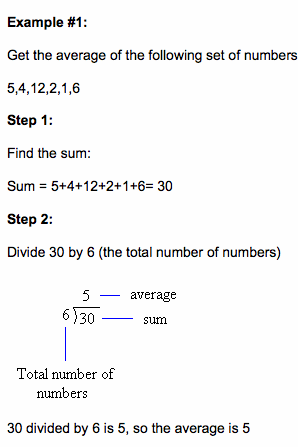 Example #1:
Get the average of the following set of numbers
5,4,12,2,1,6
Step 1:
Find the sum:
Sum = 5+4+12+2+1+6= 30
Step 2:
Divide 30 by 6 (the total number of numbers)
5 — average
6)30 — sum
Total number of
numbers
30 divided by 6 is 5, so the average is 5